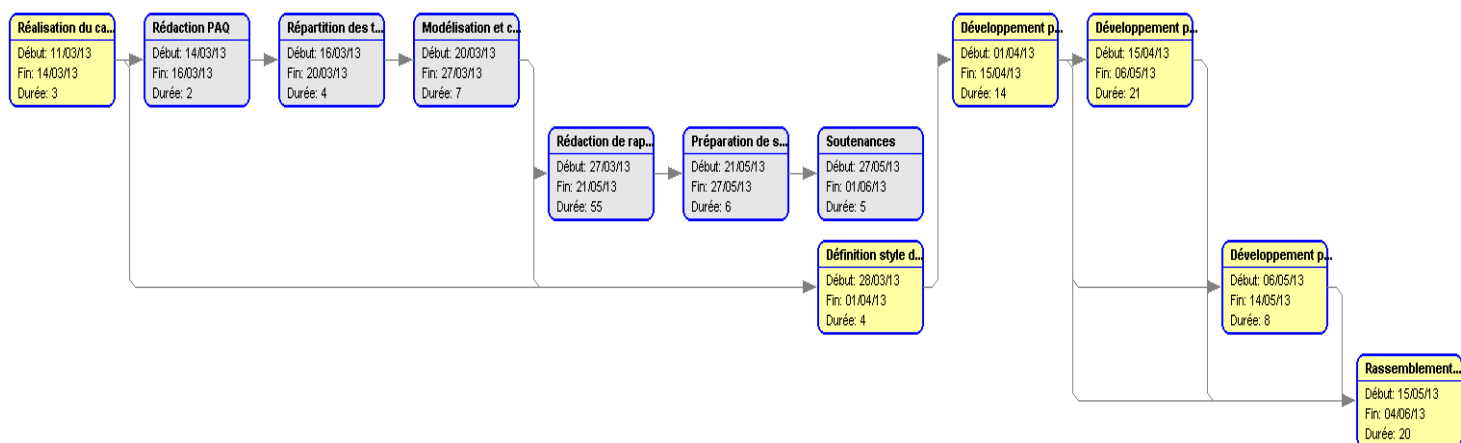 Réalisation du ca...
Début: 11/03/13
Fin: 14/03/13
Durée: 3
Rédaction PAQ
Début: 14/03/13
Fin: 16/03/13
Durée: 2
Répartition des t...
Début: 16/03/13
Fin: 20/03/13
Durée: 4
Modélisation et c...
Début: 20/03/13
Fin: 27/03/13
Durée: 7
Développement p...
Début: 01/04/13
Fin: 15/04/13
Durée: 14
Développement p...
Début: 15/04/13
Fin: 06/05/13
Durée: 21
Rédaction de rap...
Début: 27/03/13
Fin: 21/05/13
Durée: 55
Préparation de s...
Début: 21/05/13
Fin: 27/05/13
Durée: 6
Soutenances
Début: 27/05/13
Fin: 01/06/13
Durée: 5
Définition style d...
Début: 28/03/13
Fin: 01/04/13
Durée: 4
Développement p...
Début: 06/05/13
Fin: 14/05/13
Durée: 8
Rassemblement...
Début: 15/05/13
Fin: 04/06/13
Durée: 20